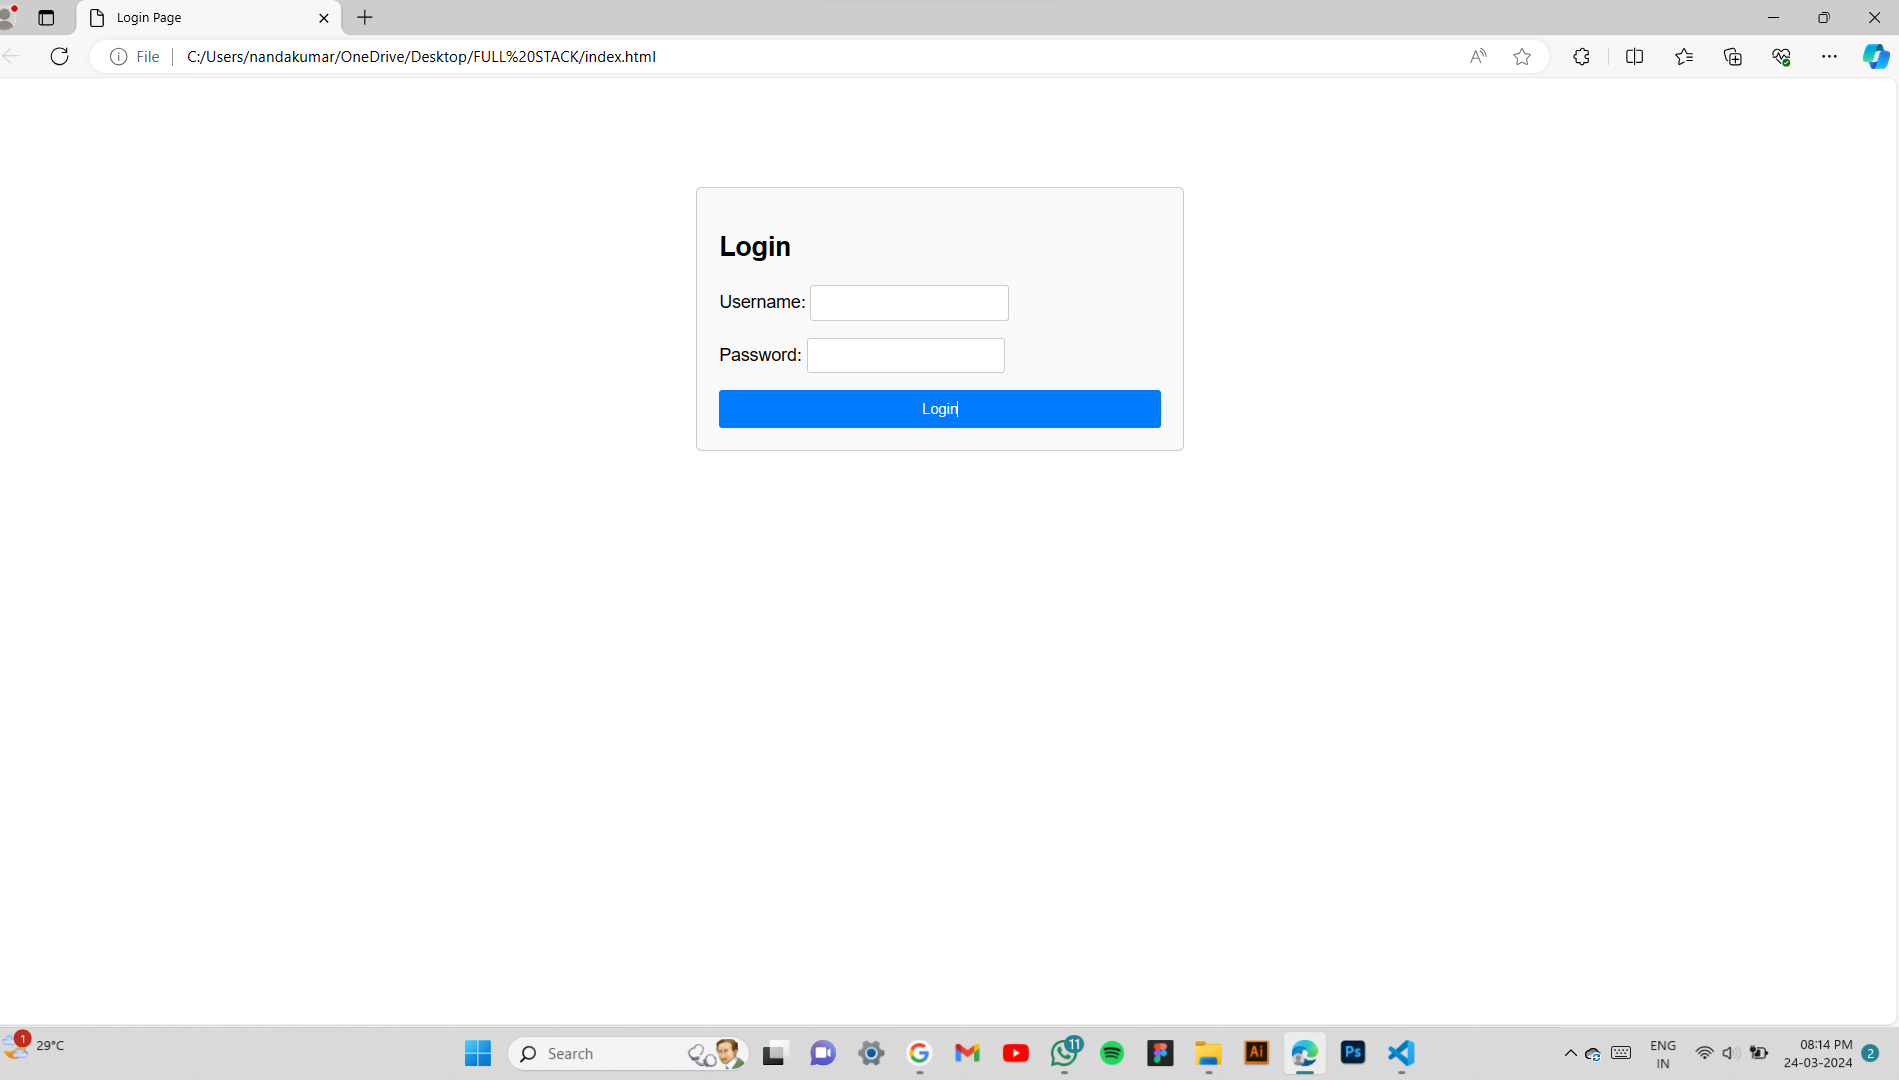 Login Page
File
C:/Users/nandakumar/OneDrive/Desktop/FULL%20STACK/index.html
Login
Username:
Password:
Login
1
29°C
Search
11
Ai
Ps
ENG
IN
08:14 PM
24-03-2024
2